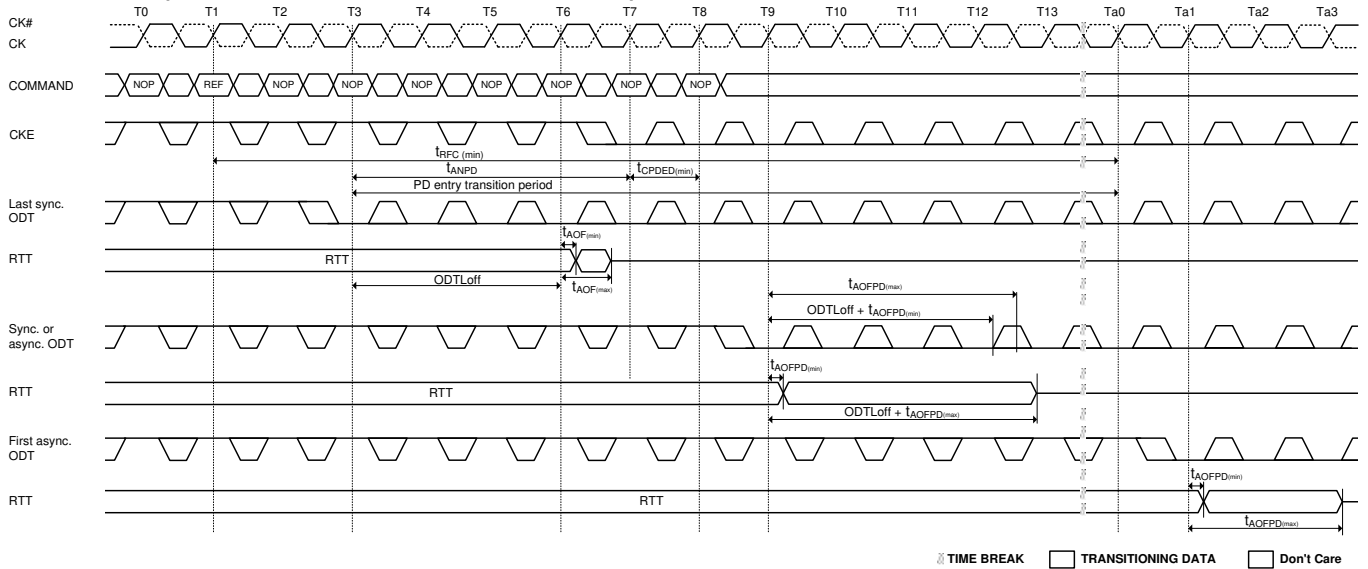 T0 T1 T2 T3 T4 T5 T6 T7 T8 T9 T10 T11 T12 T13 Ta0 Ta1 Ta2 Ta3
CK#
CK
COMMAND NOP REF NOP NOP NOP NOP NOP NOP NOP
CKE
tRFC (min)
tANPD tCPDED(min)
PD entry transition period
Last sync.
ODT
tAOF(min)
RTT RTT
ODTLoff tAOF(max)
tAOFPD(max)
ODTLoff + tAOFPD(min)
Sync. or
async. ODT
tAOFPD(min)
RTT RTT
ODTLoff + tAOFPD(max)
First async.
ODT
tAOFPD(min)
RTT RTT
tAOFPD(max)
TIME BREAK TRANSITIONING DATA Don't Care